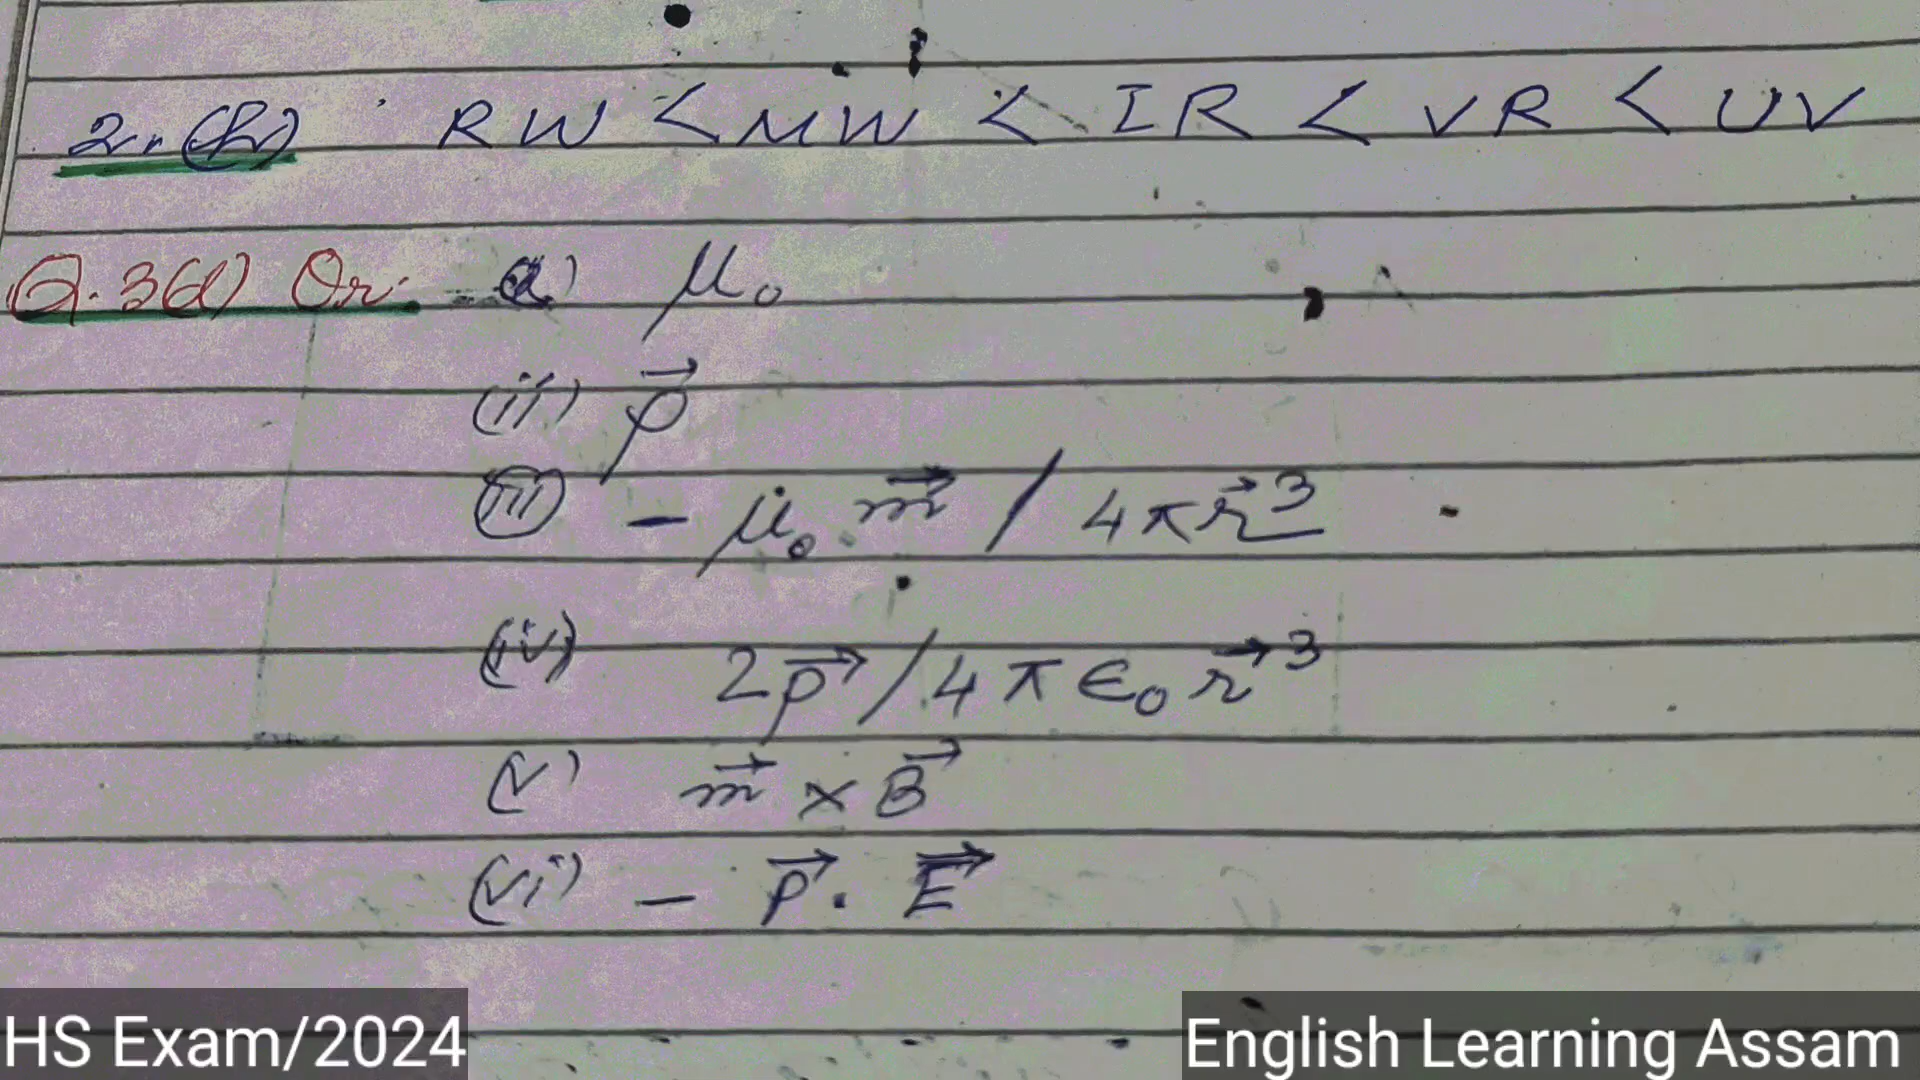 2. (h) RW < MW < IR < VR < UV
Q. 3(d) Or. a) μ₀
(ii) p⃗
(iii) - μ₀ m⃗ / 4π r⃗³
(iv) 2p⃗ / 4π ε₀ r⃗³
(v) m⃗ × B⃗
(vi) - p⃗ . E⃗
HS Exam/2024
English Learning Assam